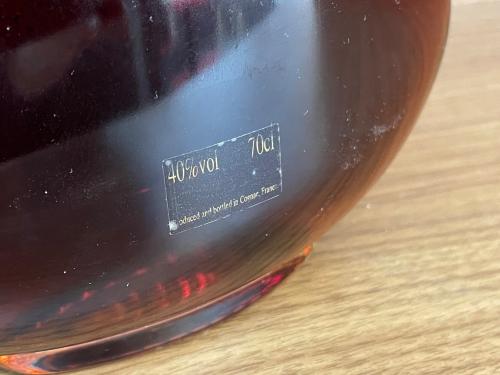 40%vol 70cl
Produced and bottled in Cognac, France